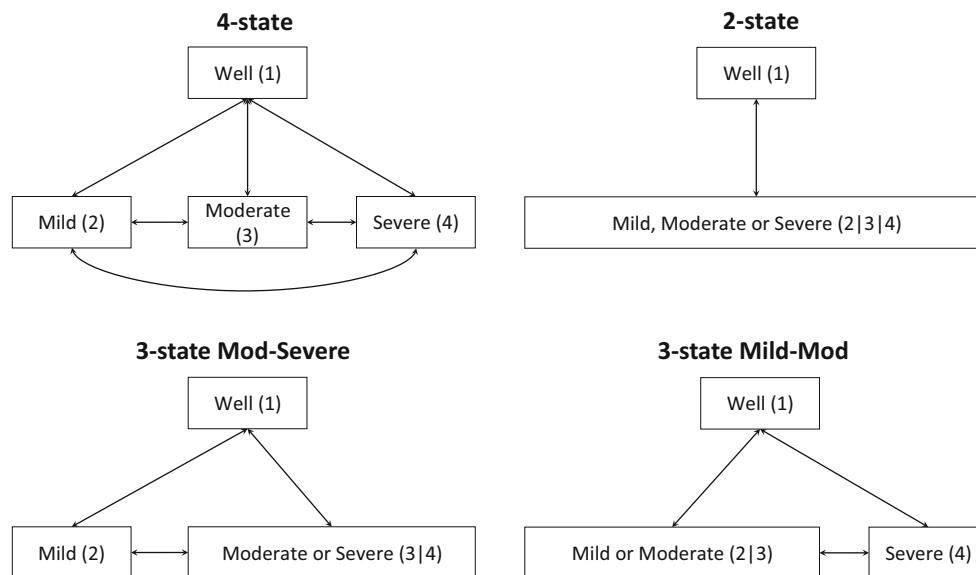 4-state
Well (1)
Mild (2)
Moderate
(3)
Severe (4)
2-state
Well (1)
Mild, Moderate or Severe (2|3|4)
3-state Mod-Severe
Well (1)
Mild (2)
Moderate or Severe (3|4)
3-state Mild-Mod
Well (1)
Mild or Moderate (2|3)
Severe (4)